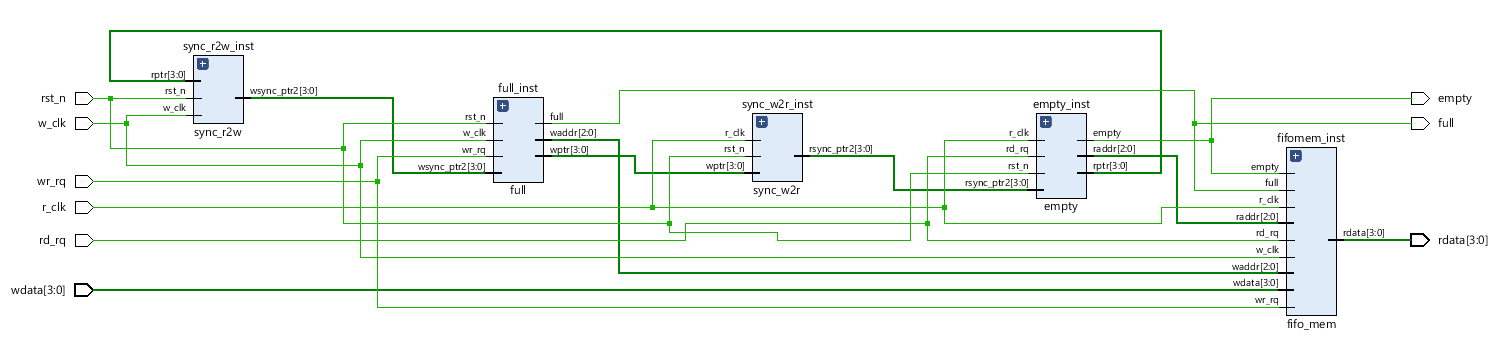 rst_n
w_clk
wr_rq
r_clk
rd_rq
wdata[3:0]
sync_r2w_inst
rptr[3:0]
rst_n
w_clk
wsync_ptr2[3:0]
sync_r2w
full_inst
rst_n
w_clk
wr_rq
wsync_ptr2[3:0]
full
waddr[2:0]
wptr[3:0]
full
sync_w2r_inst
r_clk
rst_n
wptr[3:0]
rsync_ptr2[3:0]
sync_w2r
empty_inst
r_clk
rd_rq
rst_n
rsync_ptr2[3:0]
empty
raddr[2:0]
rptr[3:0]
empty
fifomem_inst
empty
full
r_clk
raddr[2:0]
rd_rq
w_clk
waddr[2:0]
wdata[3:0]
wr_rq
rdata[3:0]
fifo_mem
empty
full
rdata[3:0]